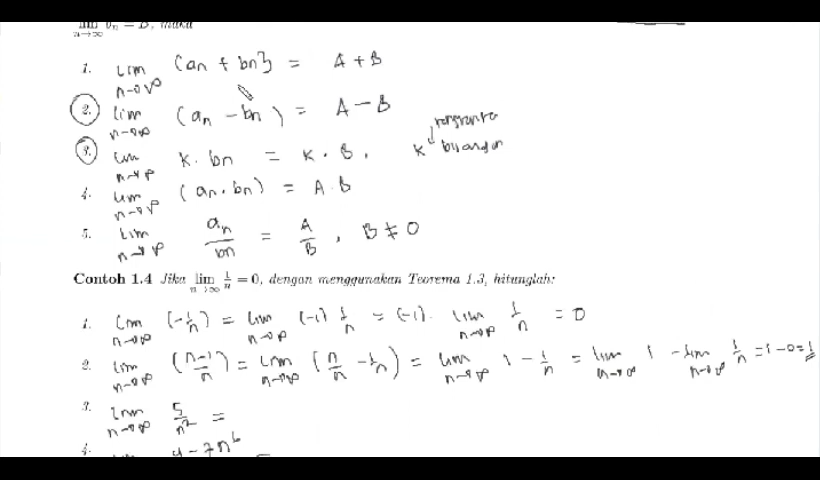 lim n→∞ bn = B, maka
1. lim n→∞ (an + bn) = A + B
2. lim n→∞ (an − bn) = A − B
konstanta
3. lim n→∞ k . bn = k . B , k bilangan
4. lim n→∞ (an . bn) = A . B
5. lim n→∞ an/bn = A/B , B ≠ 0
Contoh 1.4 Jika lim n→∞ 1/n = 0, dengan menggunakan Teorema 1.3, hitunglah:
1. lim n→∞ (−1/n) = lim n→∞ (−1) 1/n = (−1) . lim n→∞ 1/n = 0
2. lim n→∞ (n−1/n) = lim n→∞ (n/n − 1/n) = lim n→∞ 1 − 1/n = lim n→∞ 1 − lim n→∞ 1/n = 1 − 0 = 1
3. lim n→∞ 5/n² =
4. 4 − 7n⁶